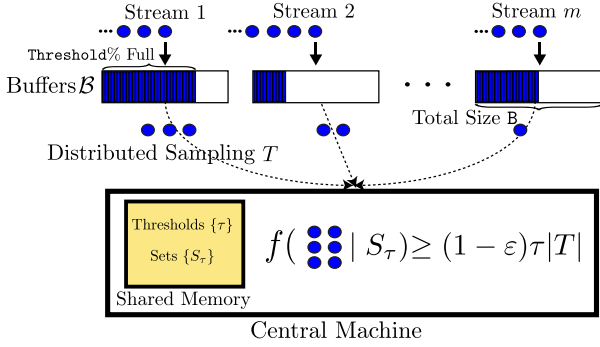 Stream 1 Stream 2 Stream m
Threshold% Full
Buffers ℬ
Total Size B
Distributed Sampling T
Thresholds {τ}
Sets {S_τ}
f( | S_τ) ≥ (1 − ε)τ|T|
Shared Memory
Central Machine